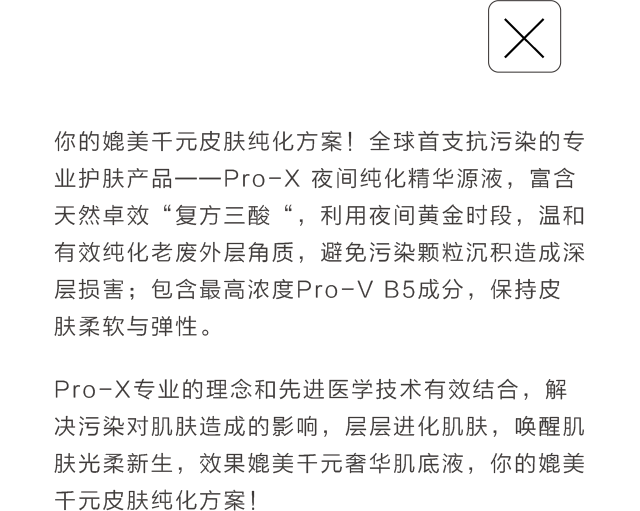 你的媲美千元皮肤纯化方案！全球首支抗污染的专
业护肤产品——Pro-X 夜间纯化精华源液，富含
天然卓效“复方三酸“，利用夜间黄金时段，温和
有效纯化老废外层角质，避免污染颗粒沉积造成深
层损害；包含最高浓度Pro-V B5成分，保持皮
肤柔软与弹性。
Pro-X专业的理念和先进医学技术有效结合，解
决污染对肌肤造成的影响，层层进化肌肤，唤醒肌
肤光柔新生，效果媲美千元奢华肌底液，你的媲美
千元皮肤纯化方案！